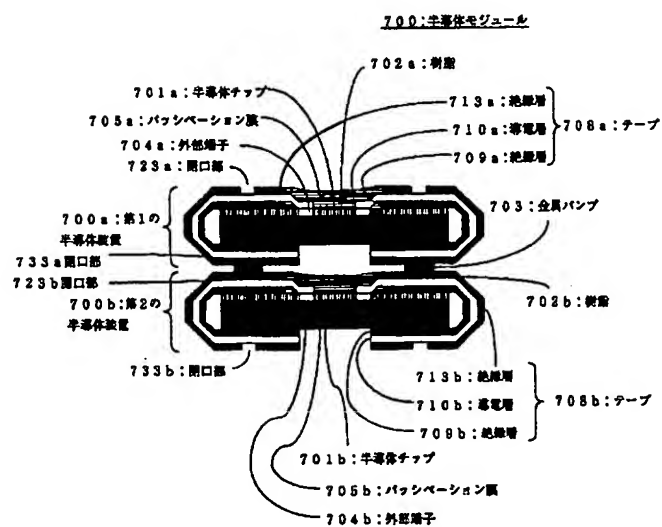 700:半導体モジュール
702a:樹脂
701a:半導体チップ
713a:絶縁層
705a:パッシベーション膜
710a:導電層
708a:テープ
704a:外部端子
709a:絶縁層
723a:開口部
703:金属バンプ
700a:第1の
半導体装置
733a開口部
723b開口部
700b:第2の
半導体装置
702b:樹脂
733b:開口部
713b:絶縁層
710b:導電層
708b:テープ
709b:絶縁層
701b:半導体チップ
705b:パッシベーション膜
704b:外部端子